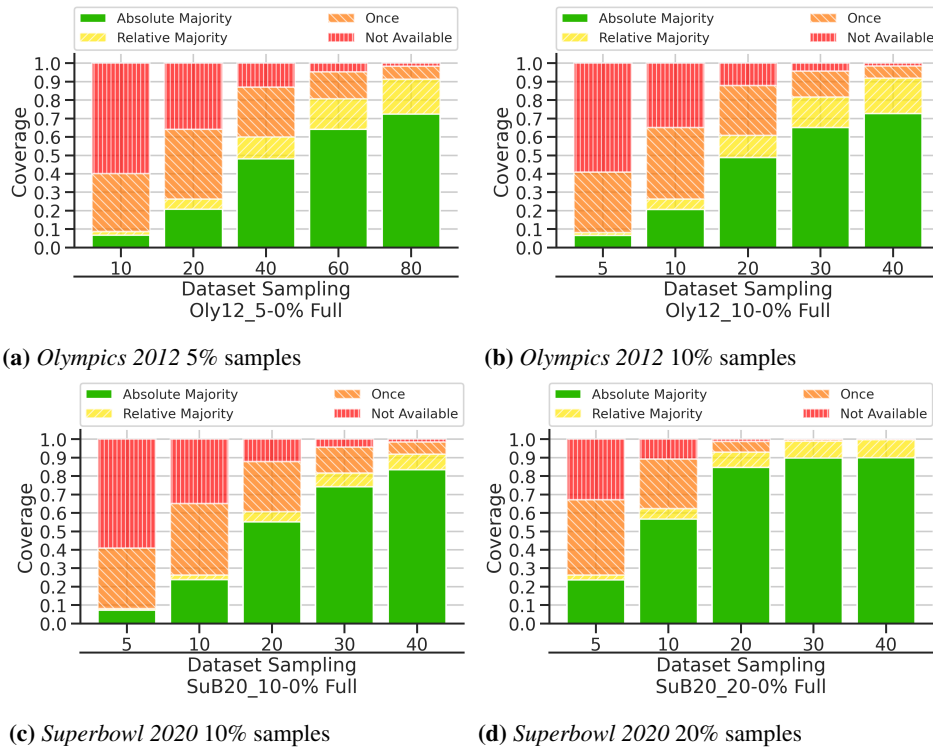 Absolute Majority Once
Relative Majority Not Available
1.0
0.9
0.8
0.7
0.6
0.5
0.4
0.3
0.2
0.1
0.0
Coverage
10 20 40 60 80
Dataset Sampling
Oly12_5-0% Full
(a) Olympics 2012 5% samples
Absolute Majority Once
Relative Majority Not Available
1.0
0.9
0.8
0.7
0.6
0.5
0.4
0.3
0.2
0.1
0.0
Coverage
5 10 20 30 40
Dataset Sampling
Oly12_10-0% Full
(b) Olympics 2012 10% samples
Absolute Majority Once
Relative Majority Not Available
1.0
0.9
0.8
0.7
0.6
0.5
0.4
0.3
0.2
0.1
0.0
Coverage
5 10 20 30 40
Dataset Sampling
SuB20_10-0% Full
(c) Superbowl 2020 10% samples
Absolute Majority Once
Relative Majority Not Available
1.0
0.9
0.8
0.7
0.6
0.5
0.4
0.3
0.2
0.1
0.0
Coverage
5 10 20 30 40
Dataset Sampling
SuB20_20-0% Full
(d) Superbowl 2020 20% samples